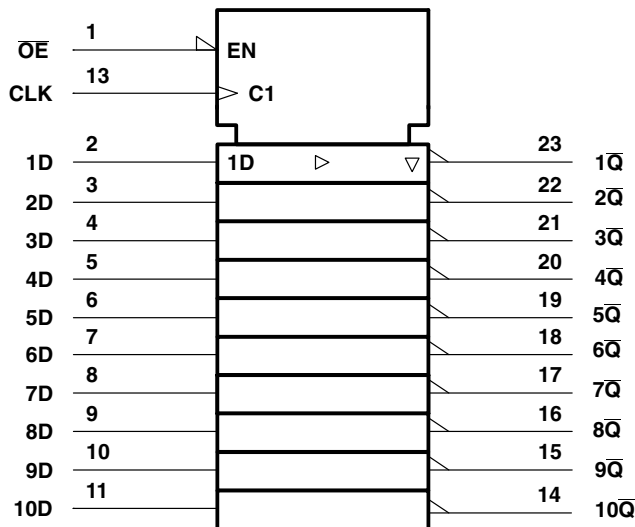 OE̅ 1 EN
CLK 13 C1
1D 2 1D 23 1Q̅
2D 3 22 2Q̅
3D 4 21 3Q̅
4D 5 20 4Q̅
5D 6 19 5Q̅
6D 7 18 6Q̅
7D 8 17 7Q̅
8D 9 16 8Q̅
9D 10 15 9Q̅
10D 11 14 10Q̅